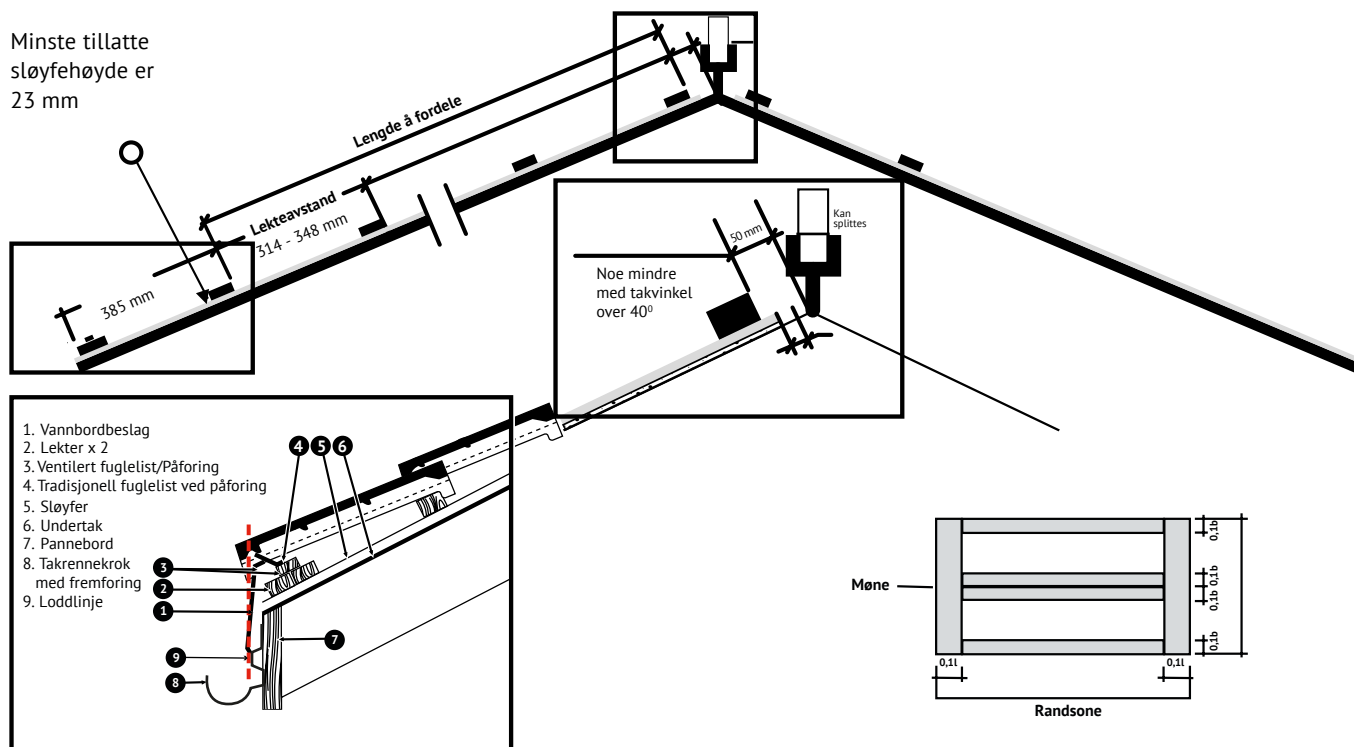 Minste tillatte
sløyfehøyde er
23 mm
Lengde å fordele
Lekteavstand
314 - 348 mm
385 mm
50 mm
Kan
splittes
Noe mindre
med takvinkel
over 40⁰
1. Vannbordbeslag
2. Lekter x 2
3. Ventilert fuglelist/Påforing
4. Tradisjonell fuglelist ved påforing
5. Sløyfer
6. Undertak
7. Pannebord
8. Takrennekrok
med fremforing
9. Loddlinje
4 5 6
3
2
1
7
9
8
Møne
0,1b
0,1b
0,1b
0,1b
0,1l
0,1l
Randsone